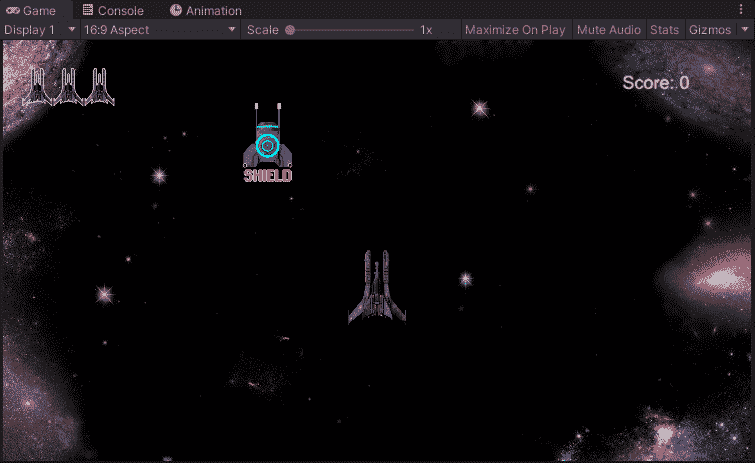 Game Console Animation
Display 1 16:9 Aspect Scale 1x Maximize On Play Mute Audio Stats Gizmos
Score: 0
SHIELD